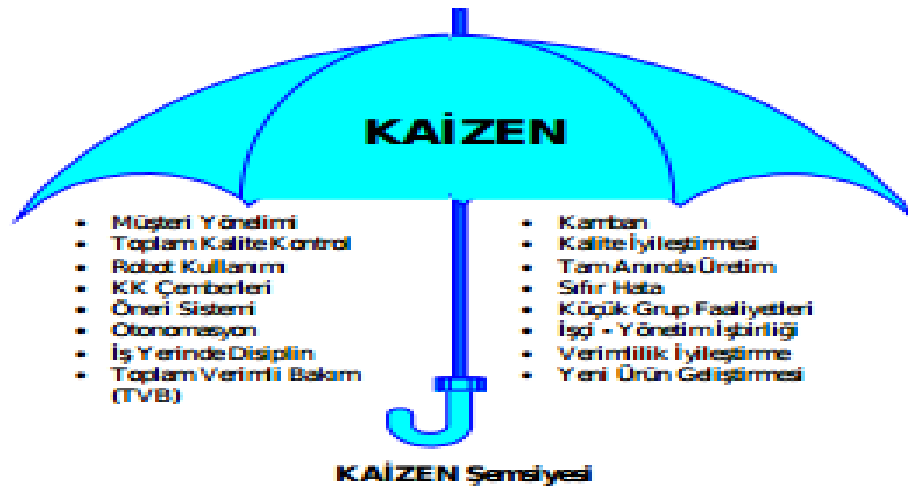 KAİZEN
• Müşteri Yönelimi
• Toplam Kalite Kontrol
• Robot Kullanımı
• KK Çemberleri
• Öneri Sistemi
• Otonomasyon
• İş Yerinde Disiplin
• Toplam Verimli Bakım
(TVB)
• Kamban
• Kalite İyileştirmesi
• Tam Anında Üretim
• Sıfır Hata
• Küçük Grup Faaliyetleri
• İşçi - Yönetim İşbirliği
• Verimlilik İyileştirme
• Yeni Ürün Geliştirmesi
KAİZEN Şemsiyesi